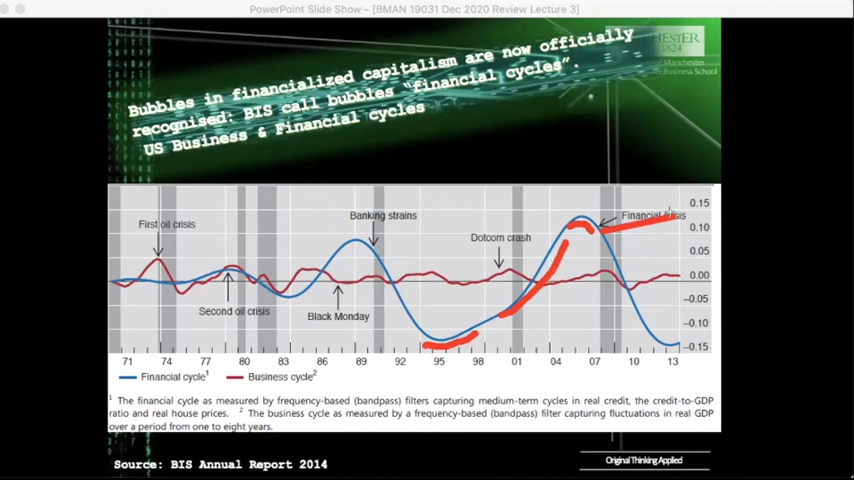 PowerPoint Slide Show – [BMAN 19031 Dec 2020 Review Lecture 3]
Bubbles in financialized capitalism are now officially
recognised: BIS call bubbles "financial cycles".
US Business & Financial cycles
HESTER
1824
Manchester
Business School
0.15
Banking strains
Financial
First oil crisis
0.10
Dotcom crash
0.05
0.00
Second oil crisis
Black Monday
–0.05
–0.10
–0.15
71 74 77 80 83 86 89 92 95 98 01 04 07 10 13
Financial cycle1 Business cycle2
1 The financial cycle as measured by frequency-based (bandpass) filters capturing medium-term cycles in real credit, the credit-to-GDP
ratio and real house prices. 2 The business cycle as measured by a frequency-based (bandpass) filter capturing fluctuations in real GDP
over a period from one to eight years.
Source: BIS Annual Report 2014
Original Thinking Applied